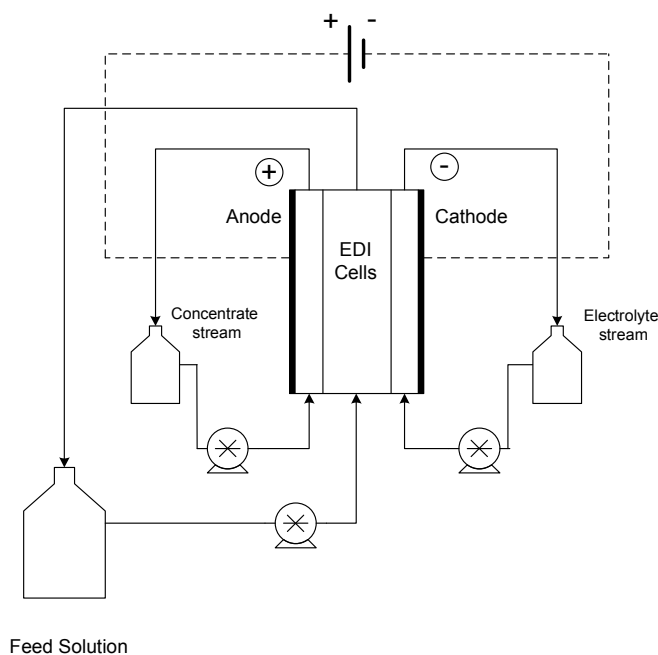 + -
+
-
Anode
Cathode
EDI
Cells
Concentrate
stream
Electrolyte
stream
Feed Solution